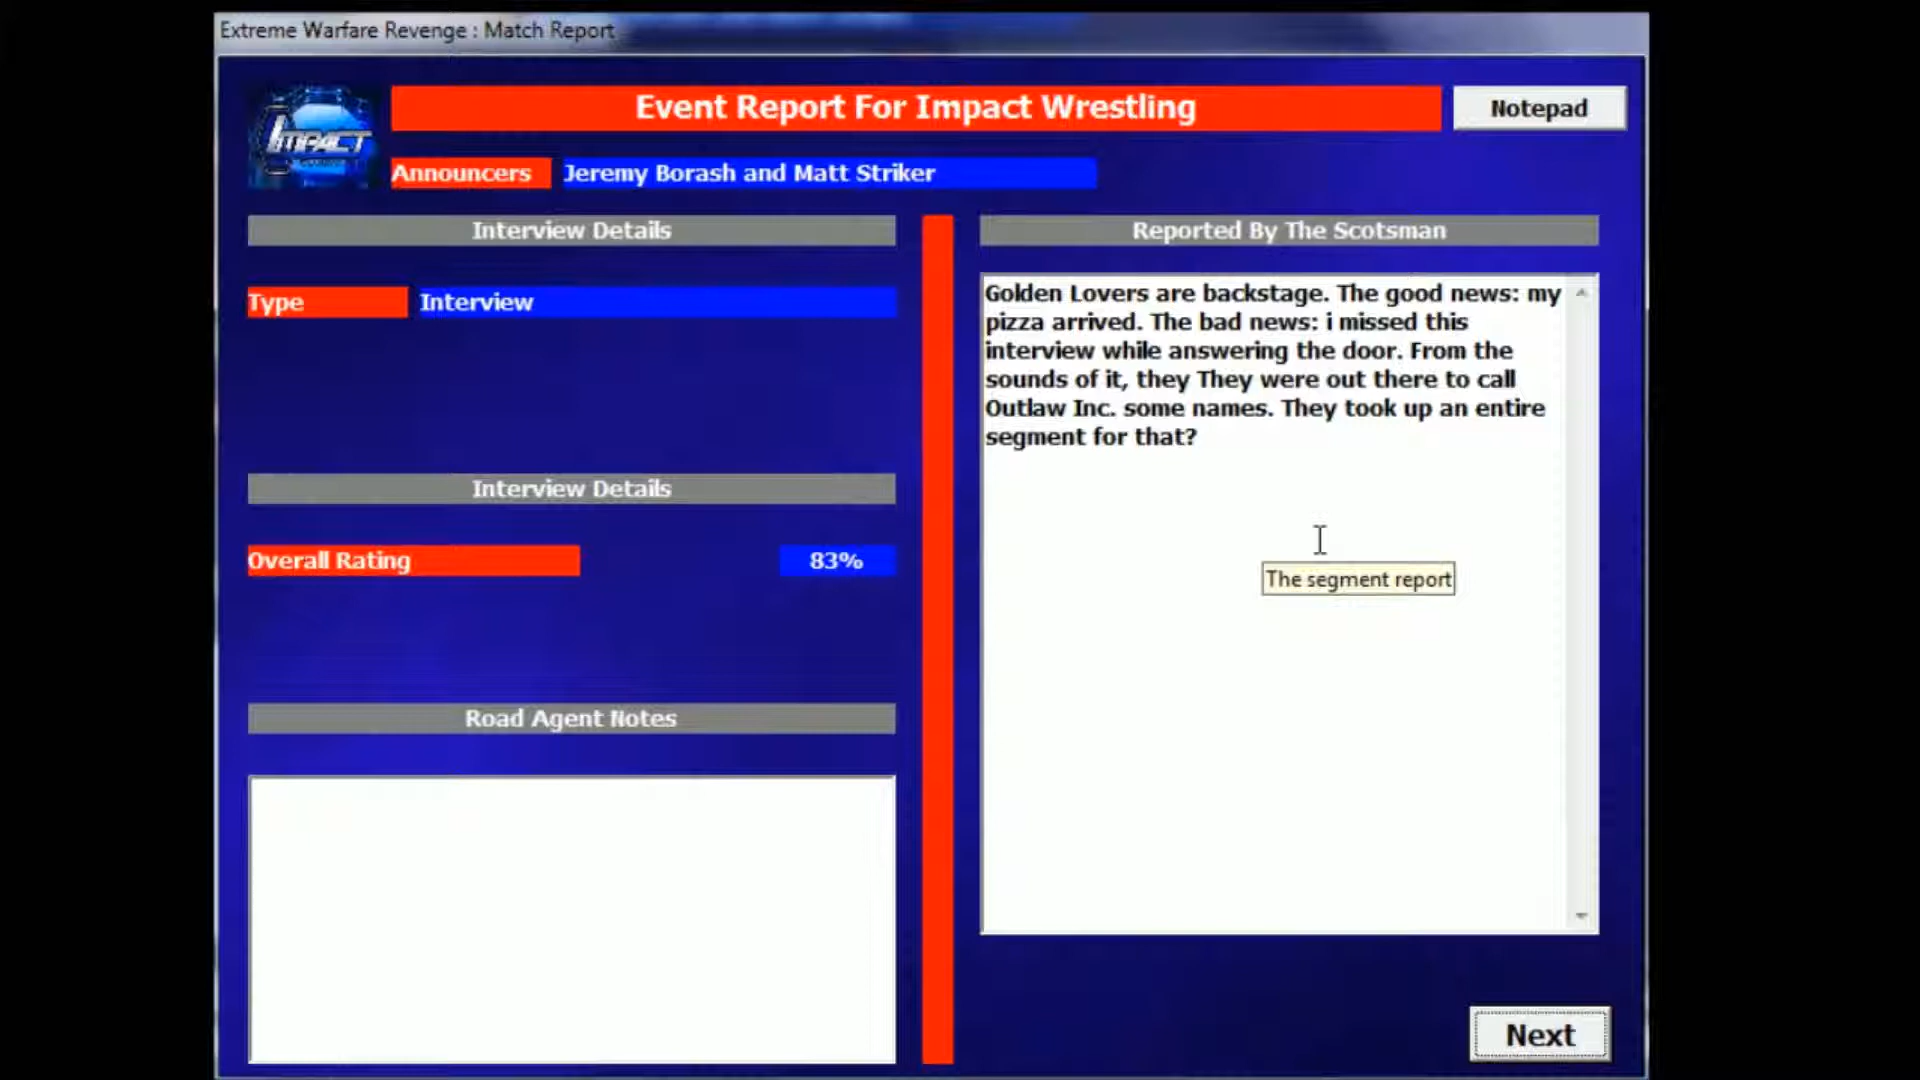 Extreme Warfare Revenge : Match Report
IMPACT
Event Report For Impact Wrestling
Notepad
Announcers
Jeremy Borash and Matt Striker
Interview Details
Type
Interview
Interview Details
Overall Rating
83%
Road Agent Notes
Reported By The Scotsman
Golden Lovers are backstage. The good news: my
pizza arrived. The bad news: i missed this
interview while answering the door. From the
sounds of it, they They were out there to call
Outlaw Inc. some names. They took up an entire
segment for that?
The segment report
Next